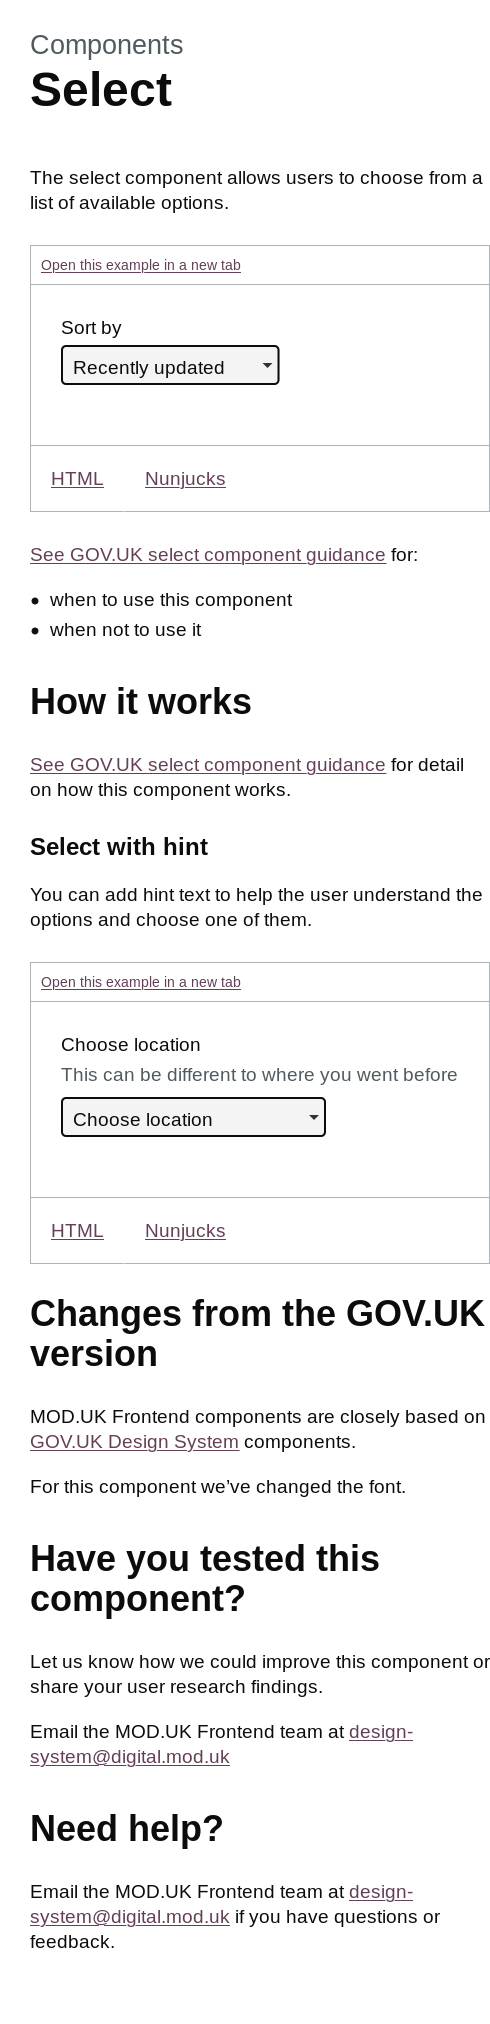 Components
Select
The select component allows users to choose from a
list of available options.
Open this example in a new tab
Sort by
Recently updated
HTML Nunjucks
See GOV.UK select component guidance for:
• when to use this component
• when not to use it
How it works
See GOV.UK select component guidance for detail
on how this component works.
Select with hint
You can add hint text to help the user understand the
options and choose one of them.
Open this example in a new tab
Choose location
This can be different to where you went before
Choose location
HTML Nunjucks
Changes from the GOV.UK
version
MOD.UK Frontend components are closely based on
GOV.UK Design System components.
For this component we’ve changed the font.
Have you tested this
component?
Let us know how we could improve this component or
share your user research findings.
Email the MOD.UK Frontend team at design-
system@digital.mod.uk
Need help?
Email the MOD.UK Frontend team at design-
system@digital.mod.uk if you have questions or
feedback.